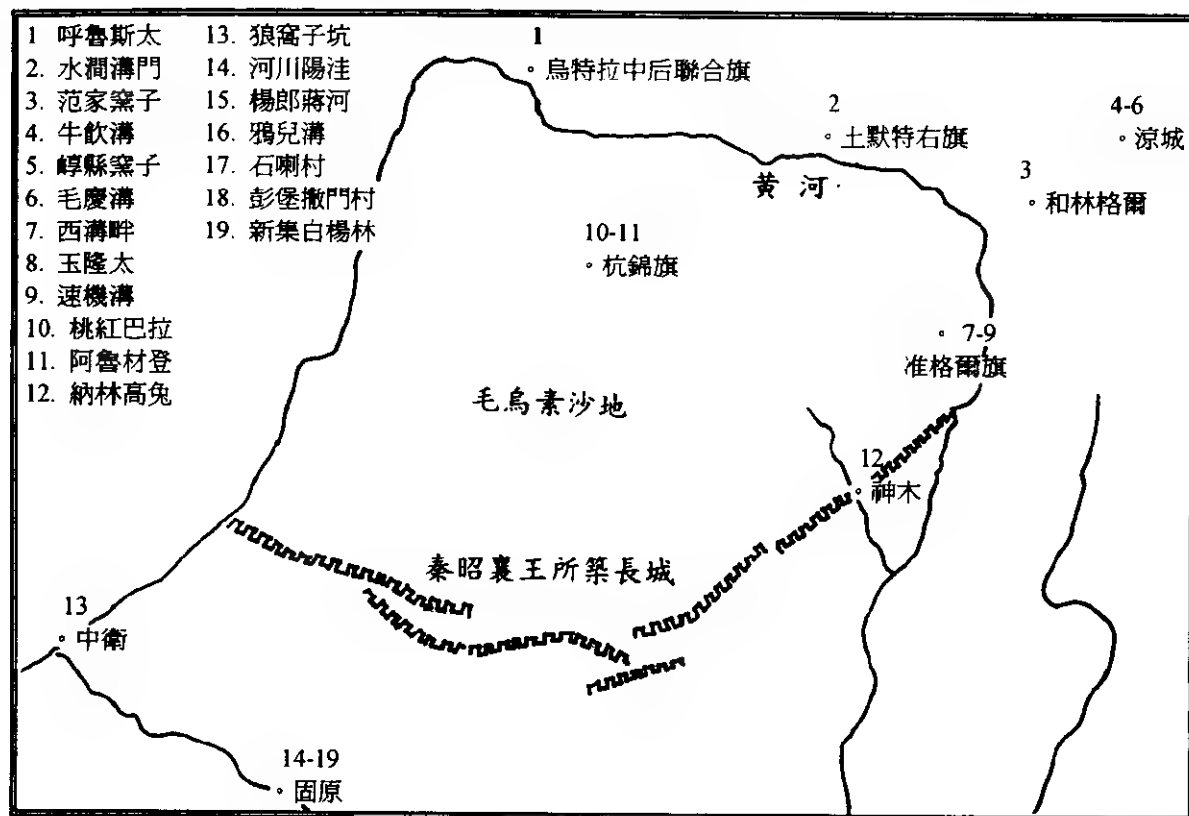 1 呼魯斯太
2. 水澗溝門
3. 范家窯子
4. 牛飲溝
5. 崞縣窯子
6. 毛慶溝
7. 西溝畔
8. 玉隆太
9. 速機溝
10. 桃紅巴拉
11. 阿魯材登
12. 納林高兔
13. 狼窩子坑
14. 河川陽洼
15. 楊郎蔣河
16. 鴉兒溝
17. 石喇村
18. 彭堡撤門村
19. 新集白楊林
1
烏特拉中后聯合旗
2
土默特右旗
4-6
涼城
3
和林格爾
黃河
10-11
杭錦旗
7-9
准格爾旗
毛烏素沙地
12
神木
秦昭襄王所築長城
13
中衛
14-19
固原